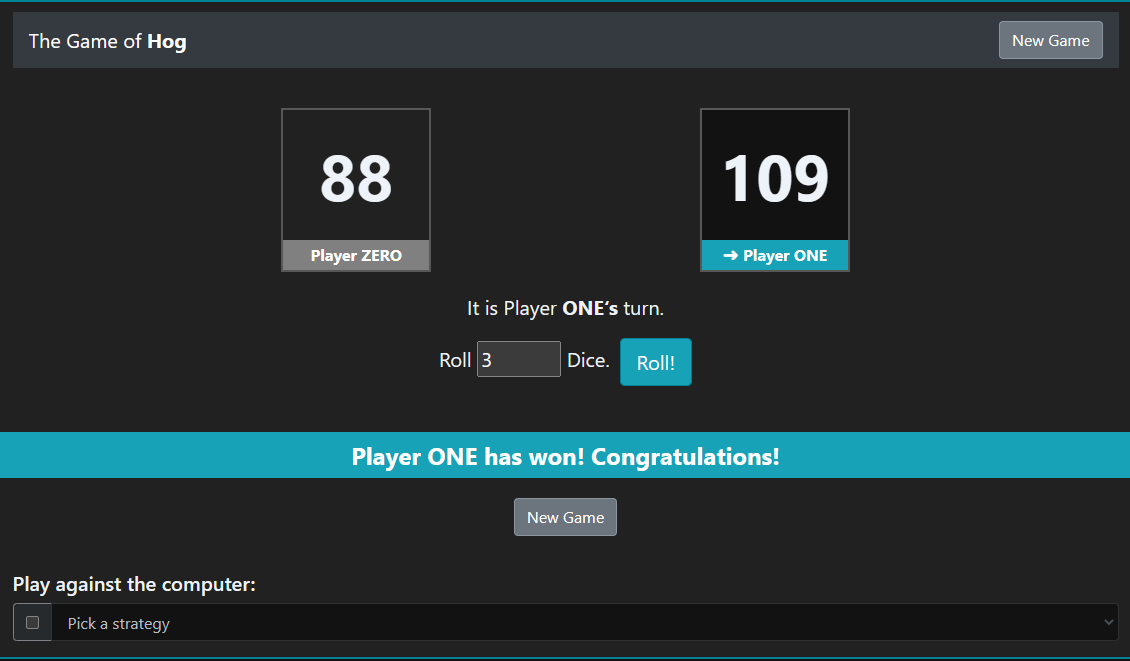 The Game of Hog
New Game
88
109
Player ZERO
➜ Player ONE
It is Player ONE’s turn.
Roll 3 Dice. Roll!
Player ONE has won! Congratulations!
New Game
Play against the computer:
Pick a strategy